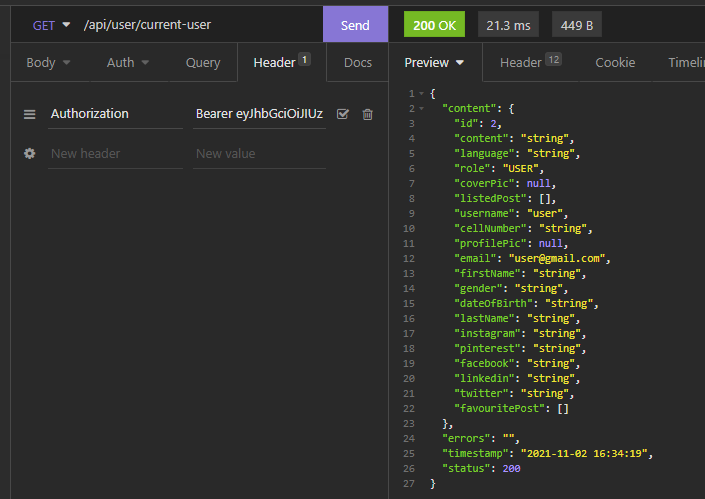 GET /api/user/current-user Send 200 OK 21.3 ms 449 B
Body Auth Query Header 1 Docs Preview Header 12 Cookie Timelin
Authorization Bearer eyJhbGciOiJIUz
New header New value
1 {
2 "content": {
3 "id": 2,
4 "content": "string",
5 "language": "string",
6 "role": "USER",
7 "coverPic": null,
8 "listedPost": [],
9 "username": "user",
10 "cellNumber": "string",
11 "profilePic": null,
12 "email": "user@gmail.com",
13 "firstName": "string",
14 "gender": "string",
15 "dateOfBirth": "string",
16 "lastName": "string",
17 "instagram": "string",
18 "pinterest": "string",
19 "facebook": "string",
20 "linkedin": "string",
21 "twitter": "string",
22 "favouritePost": []
23 },
24 "errors": "",
25 "timestamp": "2021-11-02 16:34:19",
26 "status": 200
27 }